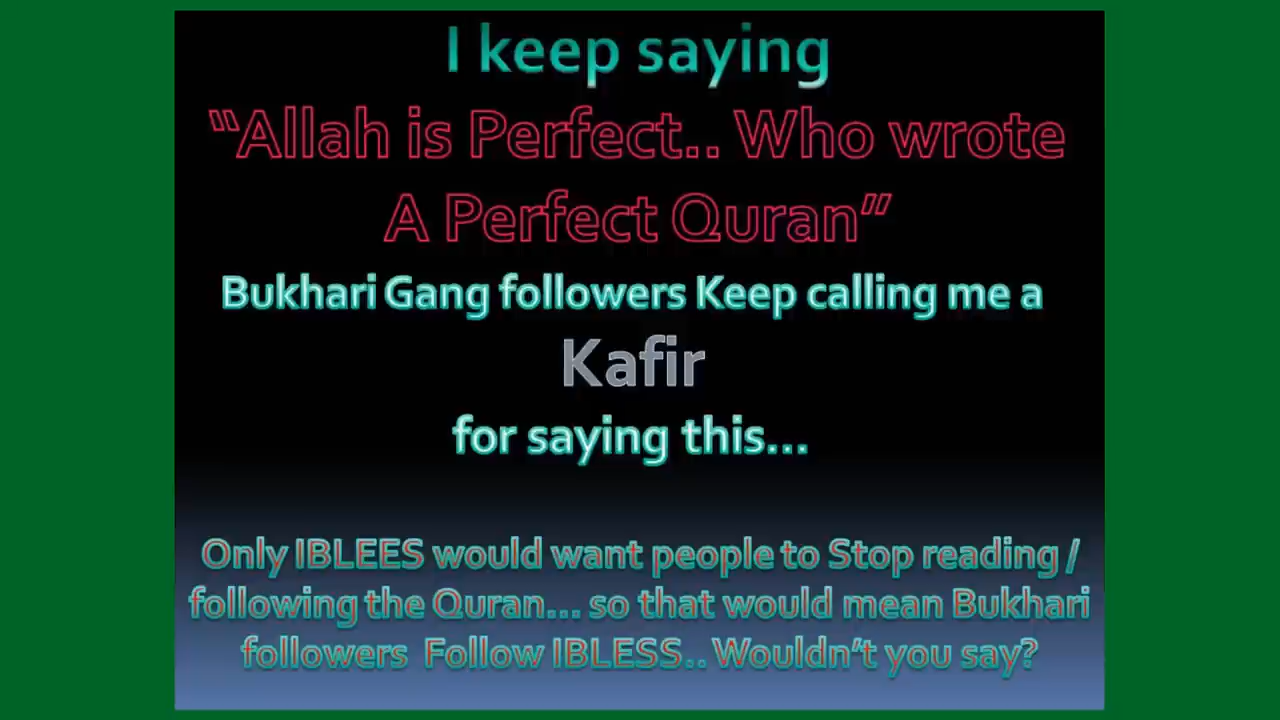 I keep saying
“Allah is Perfect.. Who wrote
A Perfect Quran”
Bukhari Gang followers Keep calling me a
Kafir
for saying this...
Only IBLEES would want people to Stop reading /
following the Quran... so that would mean Bukhari
followers Follow IBLESS.. Wouldn’t you say?